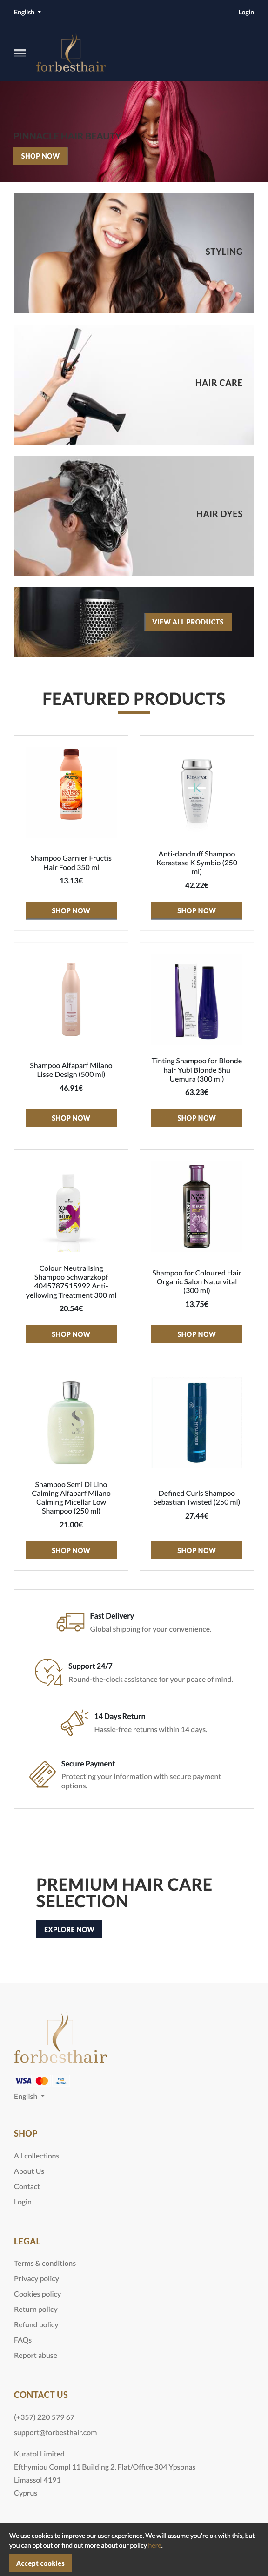 English
Login
forbesthair
PINNACLE HAIR BEAUTY
SHOP NOW
STYLING
HAIR CARE
HAIR DYES
VIEW ALL PRODUCTS
FEATURED PRODUCTS
Shampoo Garnier Fructis
Hair Food 350 ml
13.13€
SHOP NOW
Anti-dandruff Shampoo
Kerastase K Symbio (250
ml)
42.22€
SHOP NOW
Shampoo Alfaparf Milano
Lisse Design (500 ml)
46.91€
SHOP NOW
Tinting Shampoo for Blonde
hair Yubi Blonde Shu
Uemura (300 ml)
63.23€
SHOP NOW
Colour Neutralising
Shampoo Schwarzkopf
4045787515992 Anti-
yellowing Treatment 300 ml
20.54€
SHOP NOW
Shampoo for Coloured Hair
Organic Salon Naturvital
(300 ml)
13.75€
SHOP NOW
Shampoo Semi Di Lino
Calming Alfaparf Milano
Calming Micellar Low
Shampoo (250 ml)
21.00€
SHOP NOW
Defined Curls Shampoo
Sebastian Twisted (250 ml)
27.44€
SHOP NOW
Fast Delivery
Global shipping for your convenience.
Support 24/7
Round-the-clock assistance for your peace of mind.
14 Days Return
Hassle-free returns within 14 days.
Secure Payment
Protecting your information with secure payment
options.
PREMIUM HAIR CARE
SELECTION
EXPLORE NOW
forbesthair
VISA
English
SHOP
All collections
About Us
Contact
Login
LEGAL
Terms & conditions
Privacy policy
Cookies policy
Return policy
Refund policy
FAQs
Report abuse
CONTACT US
(+357) 220 579 67
support@forbesthair.com
Kuratol Limited
Efthymiou Compl 11 Building 2, Flat/Office 304 Ypsonas
Limassol 4191
Cyprus
We use cookies to improve our user experience. We will assume you're ok with this, but
you can opt out or find out more about our policy here.
Accept cookies